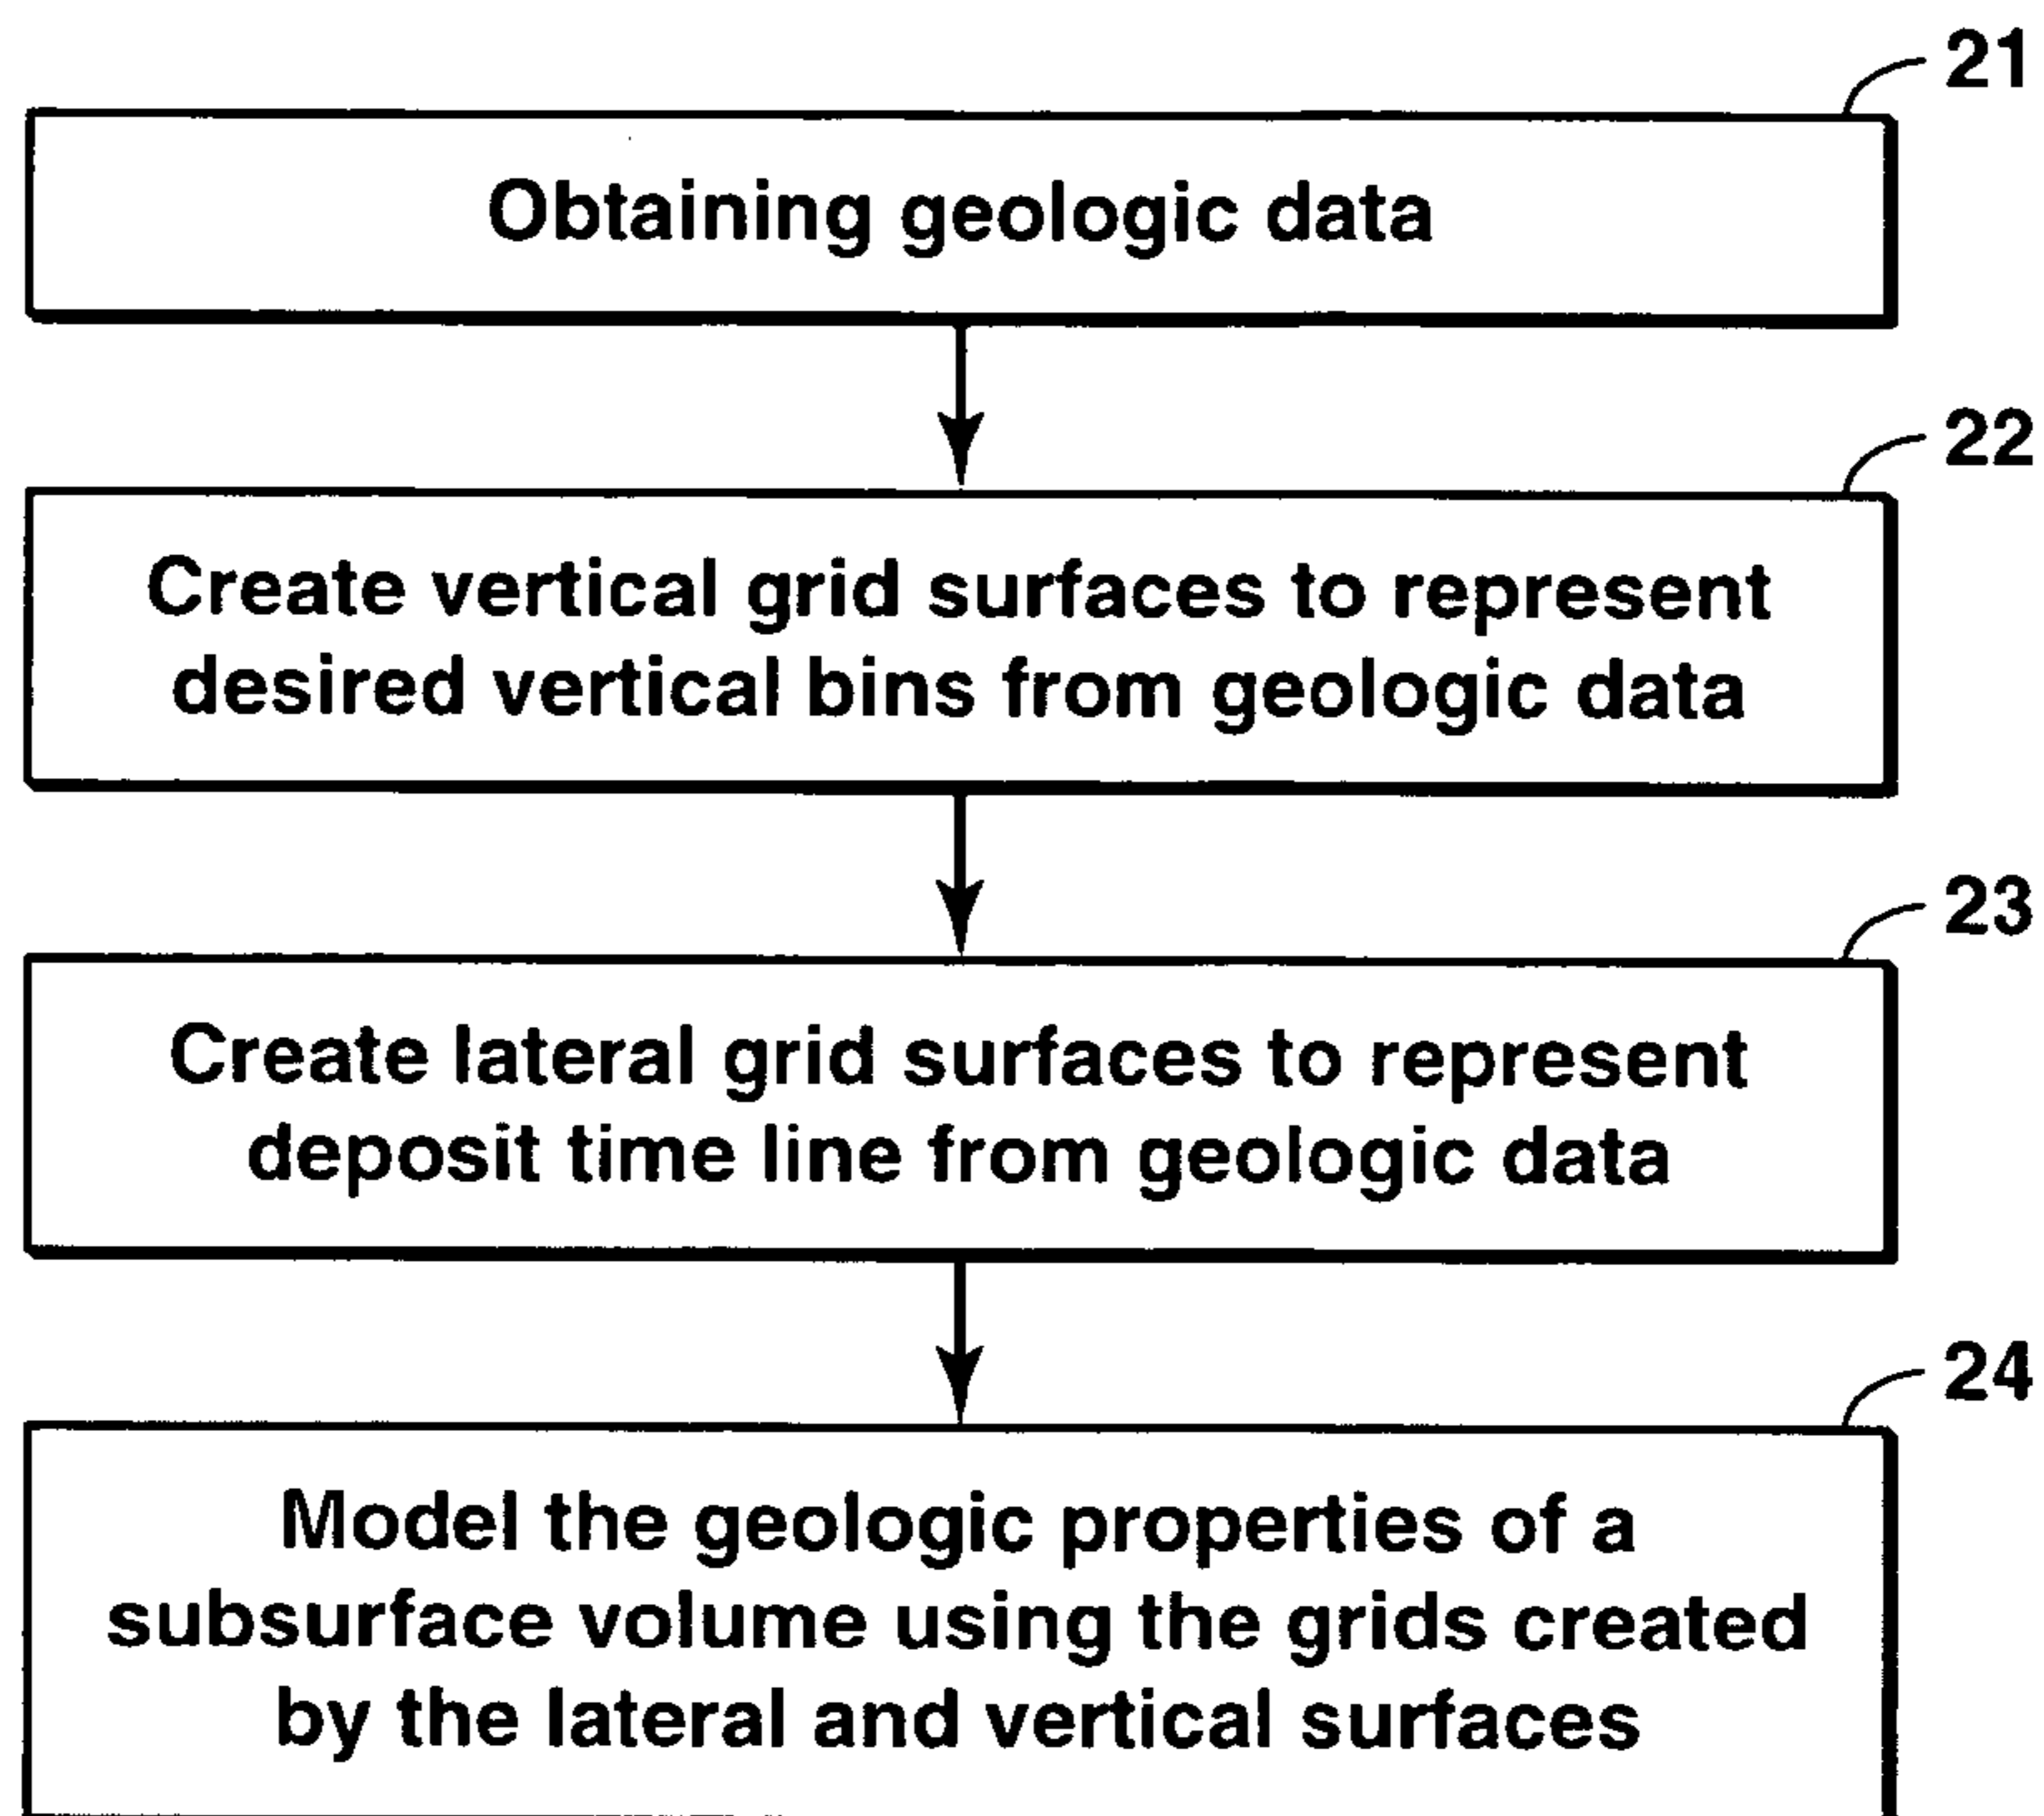 21
Obtaining geologic data
22
Create vertical grid surfaces to represent
desired vertical bins from geologic data
23
Create lateral grid surfaces to represent
deposit time line from geologic data
24
Model the geologic properties of a
subsurface volume using the grids created
by the lateral and vertical surfaces